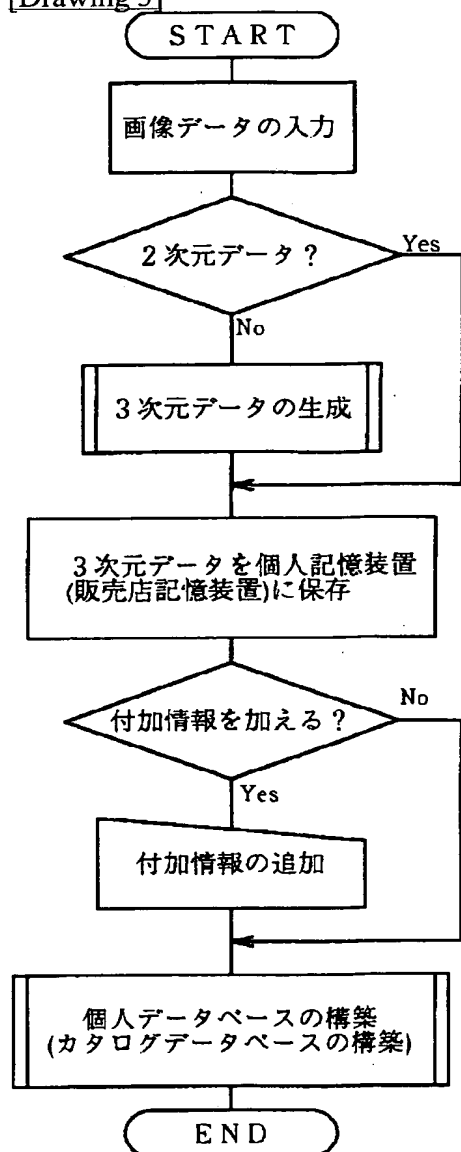 [Drawing 3]
START
画像データの入力
2次元データ?
Yes
No
3次元データの生成
3次元データを個人記憶装置
(販売店記憶装置)に保存
付加情報を加える?
No
Yes
付加情報の追加
個人データベースの構築
(カタログデータベースの構築)
END